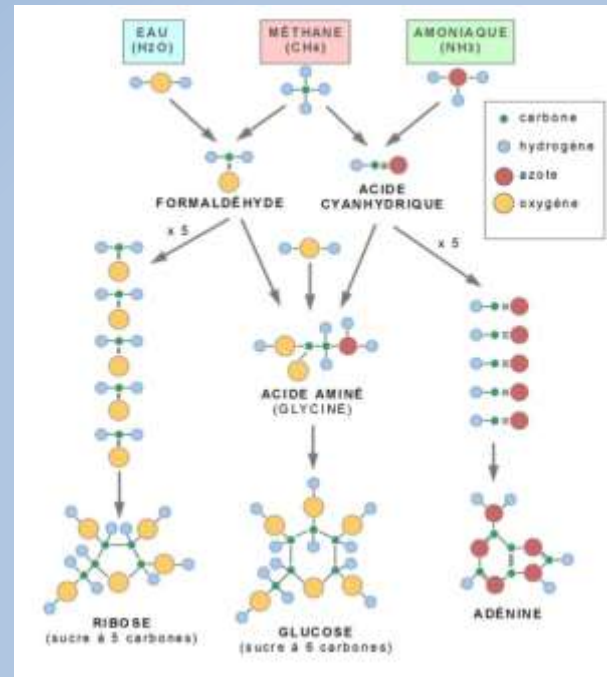 EAU
(H2O)
MÉTHANE
(CH4)
AMONIAQUE
(NH3)
carbone
hydrogène
azote
oxygène
FORMALDÉHYDE
ACIDE
CYANHYDRIQUE
x 5
x 5
ACIDE AMINÉ
(GLYCINE)
RIBOSE
(sucre à 5 carbones)
GLUCOSE
(sucre à 6 carbones)
ADÉNINE